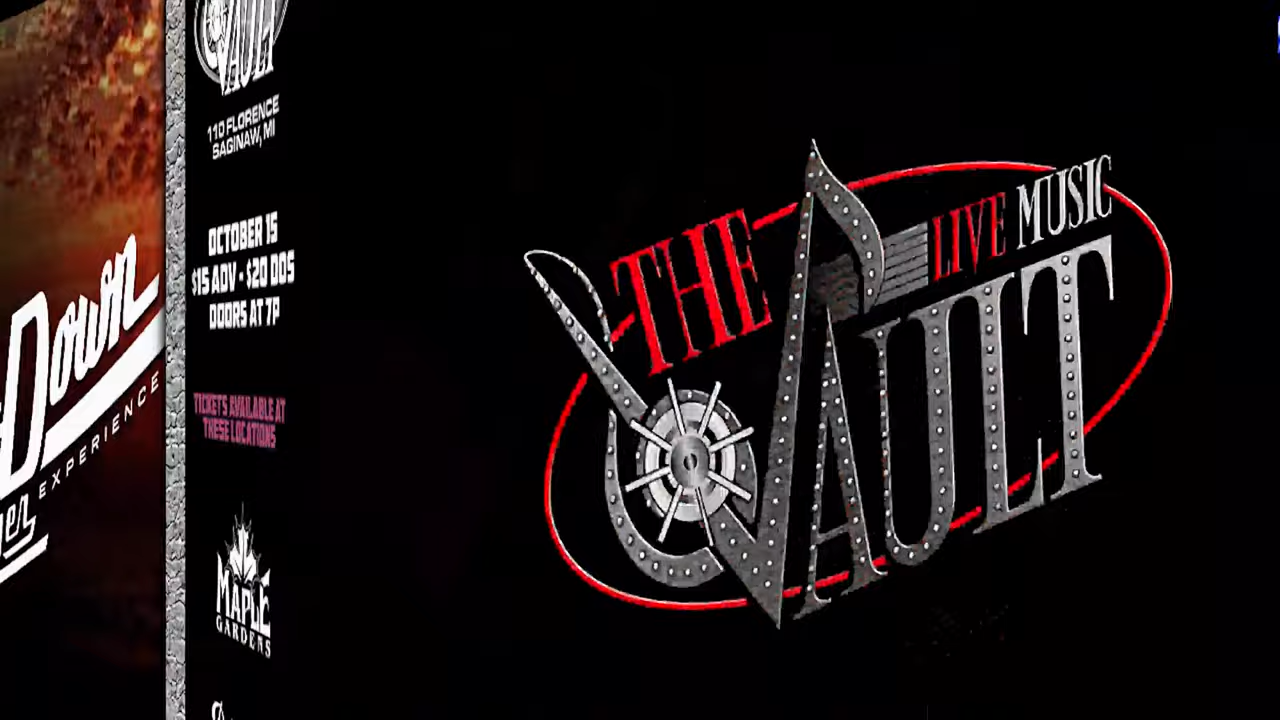 Down
EXPERIENCE
VAULT
110 FLORENCE
SAGINAW, MI
OCTOBER 15
$15 ADV - $20 DOS
DOORS AT 7P
TICKETS AVAILABLE AT
THESE LOCATIONS
MAPLE
GARDENS
THE
LIVE MUSIC
VAULT